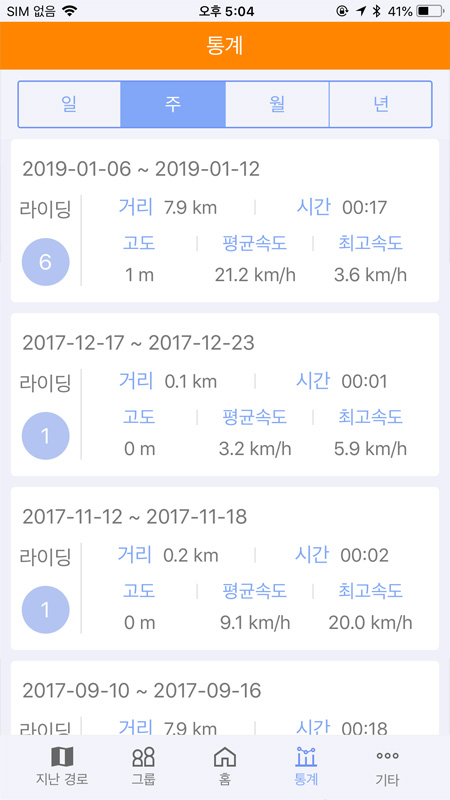 SIM 없음 오후 5:04 41%
통계
일 주 월 년
2019-01-06 ~ 2019-01-12
라이딩 거리 7.9 km 시간 00:17
고도 평균속도 최고속도
6 1 m 21.2 km/h 3.6 km/h
2017-12-17 ~ 2017-12-23
라이딩 거리 0.1 km 시간 00:01
고도 평균속도 최고속도
1 0 m 3.2 km/h 5.9 km/h
2017-11-12 ~ 2017-11-18
라이딩 거리 0.2 km 시간 00:02
고도 평균속도 최고속도
1 0 m 9.1 km/h 20.0 km/h
2017-09-10 ~ 2017-09-16
라이딩 거리 7.9 km 시간 00:18
지난 경로 그룹 홈 통계 기타